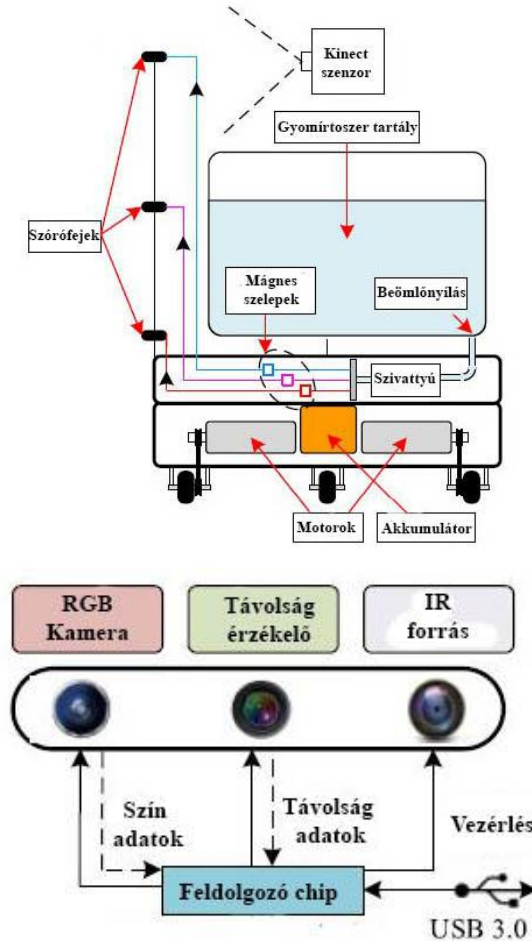 Kinect
szenzor
Gyomírtoszer tartály
Szórófejek
Mágnes
szelepek
Beömlőnyílás
Szivattyú
Motorok
Akkumulátor
RGB
Kamera
Távolság
érzékelő
IR
forrás
Szín
adatok
Távolság
adatok
Vezérlés
Feldolgozó chip
USB 3.0